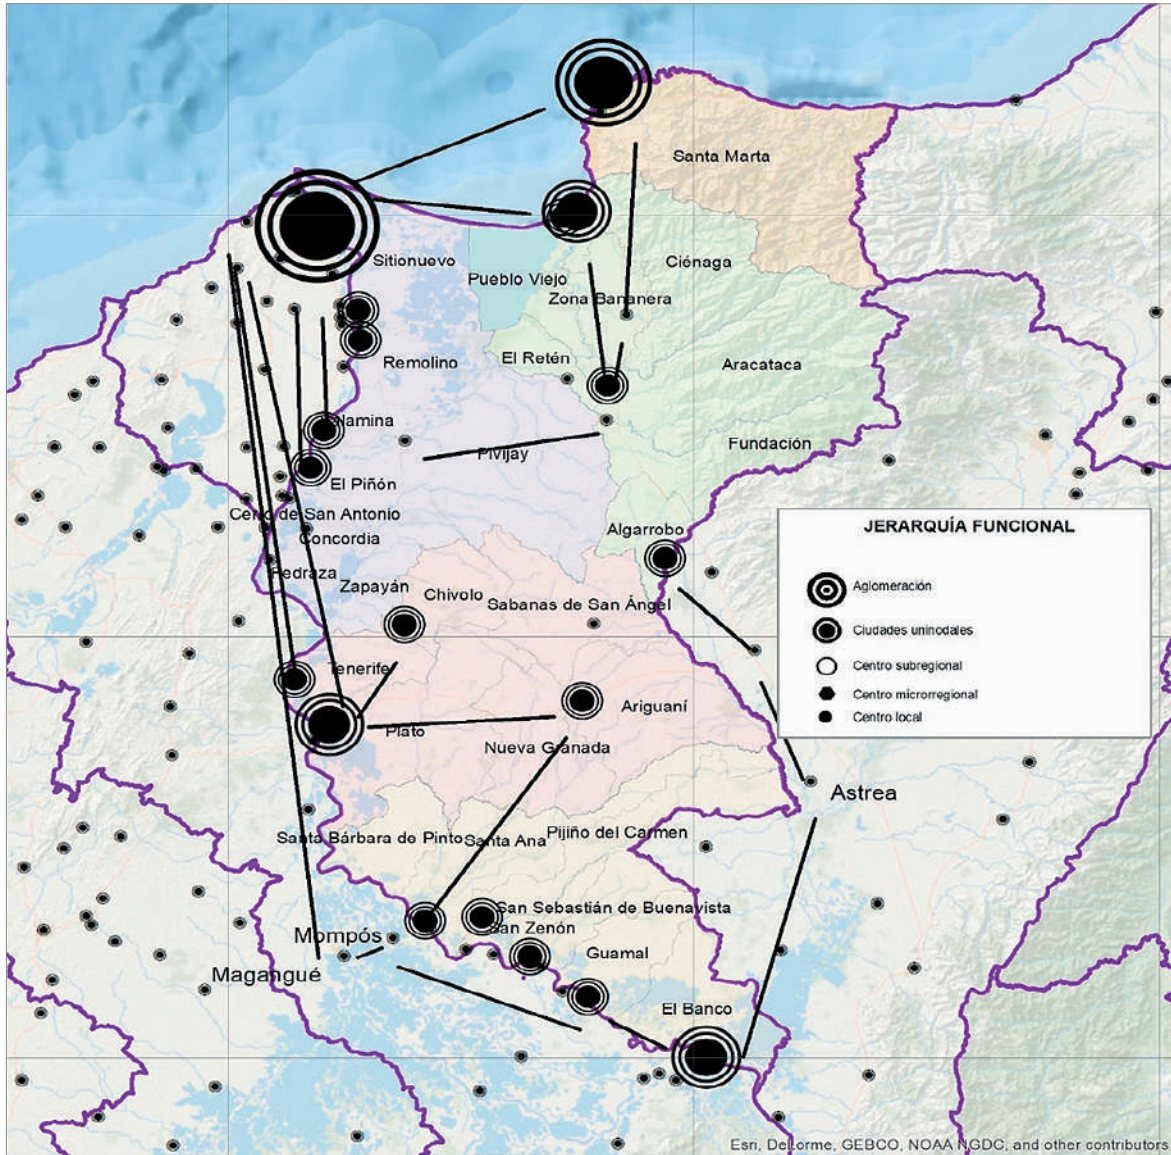 Santa Marta
Sitionuevo
Ciénaga
Pueblo Viejo
Zona Bananera
El Retén
Remolino
Aracataca
Namina
Fundación
Pivijay
El Piñón
Cerro de San Antonio
Concordia
Algarrobo
Pedraza
Zapayán
Chivolo
Sabanas de San Ángel
Tenerife
Ariguaní
Plato
Nueva Granada
JERARQUÍA FUNCIONAL
Aglomeración
Ciudades uninodales
Centro subregional
Centro microrregional
Centro local
Astrea
Santa Bárbara de Pinto
Santa Ana
Pijiño del Carmen
San Sebastián de Buenavista
San Zenón
Mompós
Guamal
Magangué
El Banco
Esri, DeLorme, GEBCO, NOAA NGDC, and other contributors